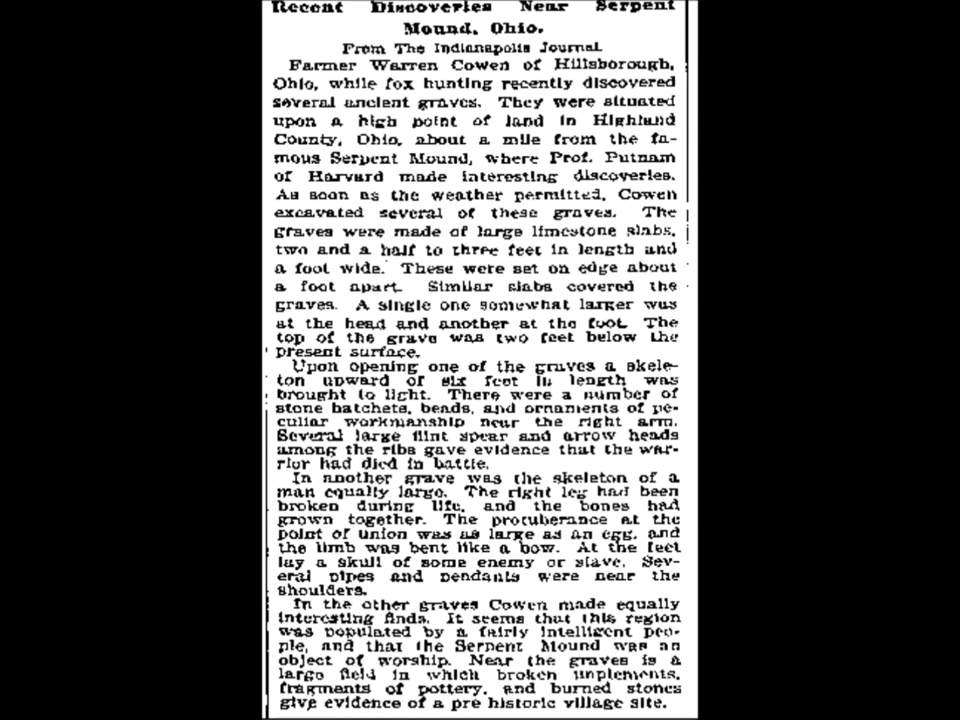 Recent Discoveries Near Serpent
Mound, Ohio.
From The Indianapolis Journal.
Farmer Warren Cowen of Hillsborough,
Ohio, while fox hunting recently discovered
several ancient graves. They were situated
upon a high point of land in Highland
County, Ohio, about a mile from the fa-
mous Serpent Mound, where Prof. Putnam
of Harvard made interesting discoveries.
As soon as the weather permitted, Cowen
excavated several of these graves. The
graves were made of large limestone slabs,
two and a half to three feet in length and
a foot wide. These were set on edge about
a foot apart. Similar slabs covered the
graves. A single one somewhat larger was
at the head and another at the foot. The
top of the grave was two feet below the
present surface.
Upon opening one of the graves a skele-
ton upward of six feet in length was
brought to light. There were a number of
stone hatchets, beads, and ornaments of pe-
culiar workmanship near the right arm.
Several large flint spear and arrow heads
among the ribs gave evidence that the war-
rior had died in battle.
In another grave was the skeleton of a
man equally large. The right leg had been
broken during life, and the bones had
grown together. The protuberance at the
point of union was as large as an egg, and
the limb was bent like a bow. At the feet
lay a skull of some enemy or slave. Sev-
eral pipes and pendants were near the
shoulders.
In the other graves Cowen made equally
interesting finds. It seems that this region
was populated by a fairly intelligent peo-
ple, and that the Serpent Mound was an
object of worship. Near the graves is a
large field in which broken implements,
fragments of pottery, and burned stones
give evidence of a pre historic village site.